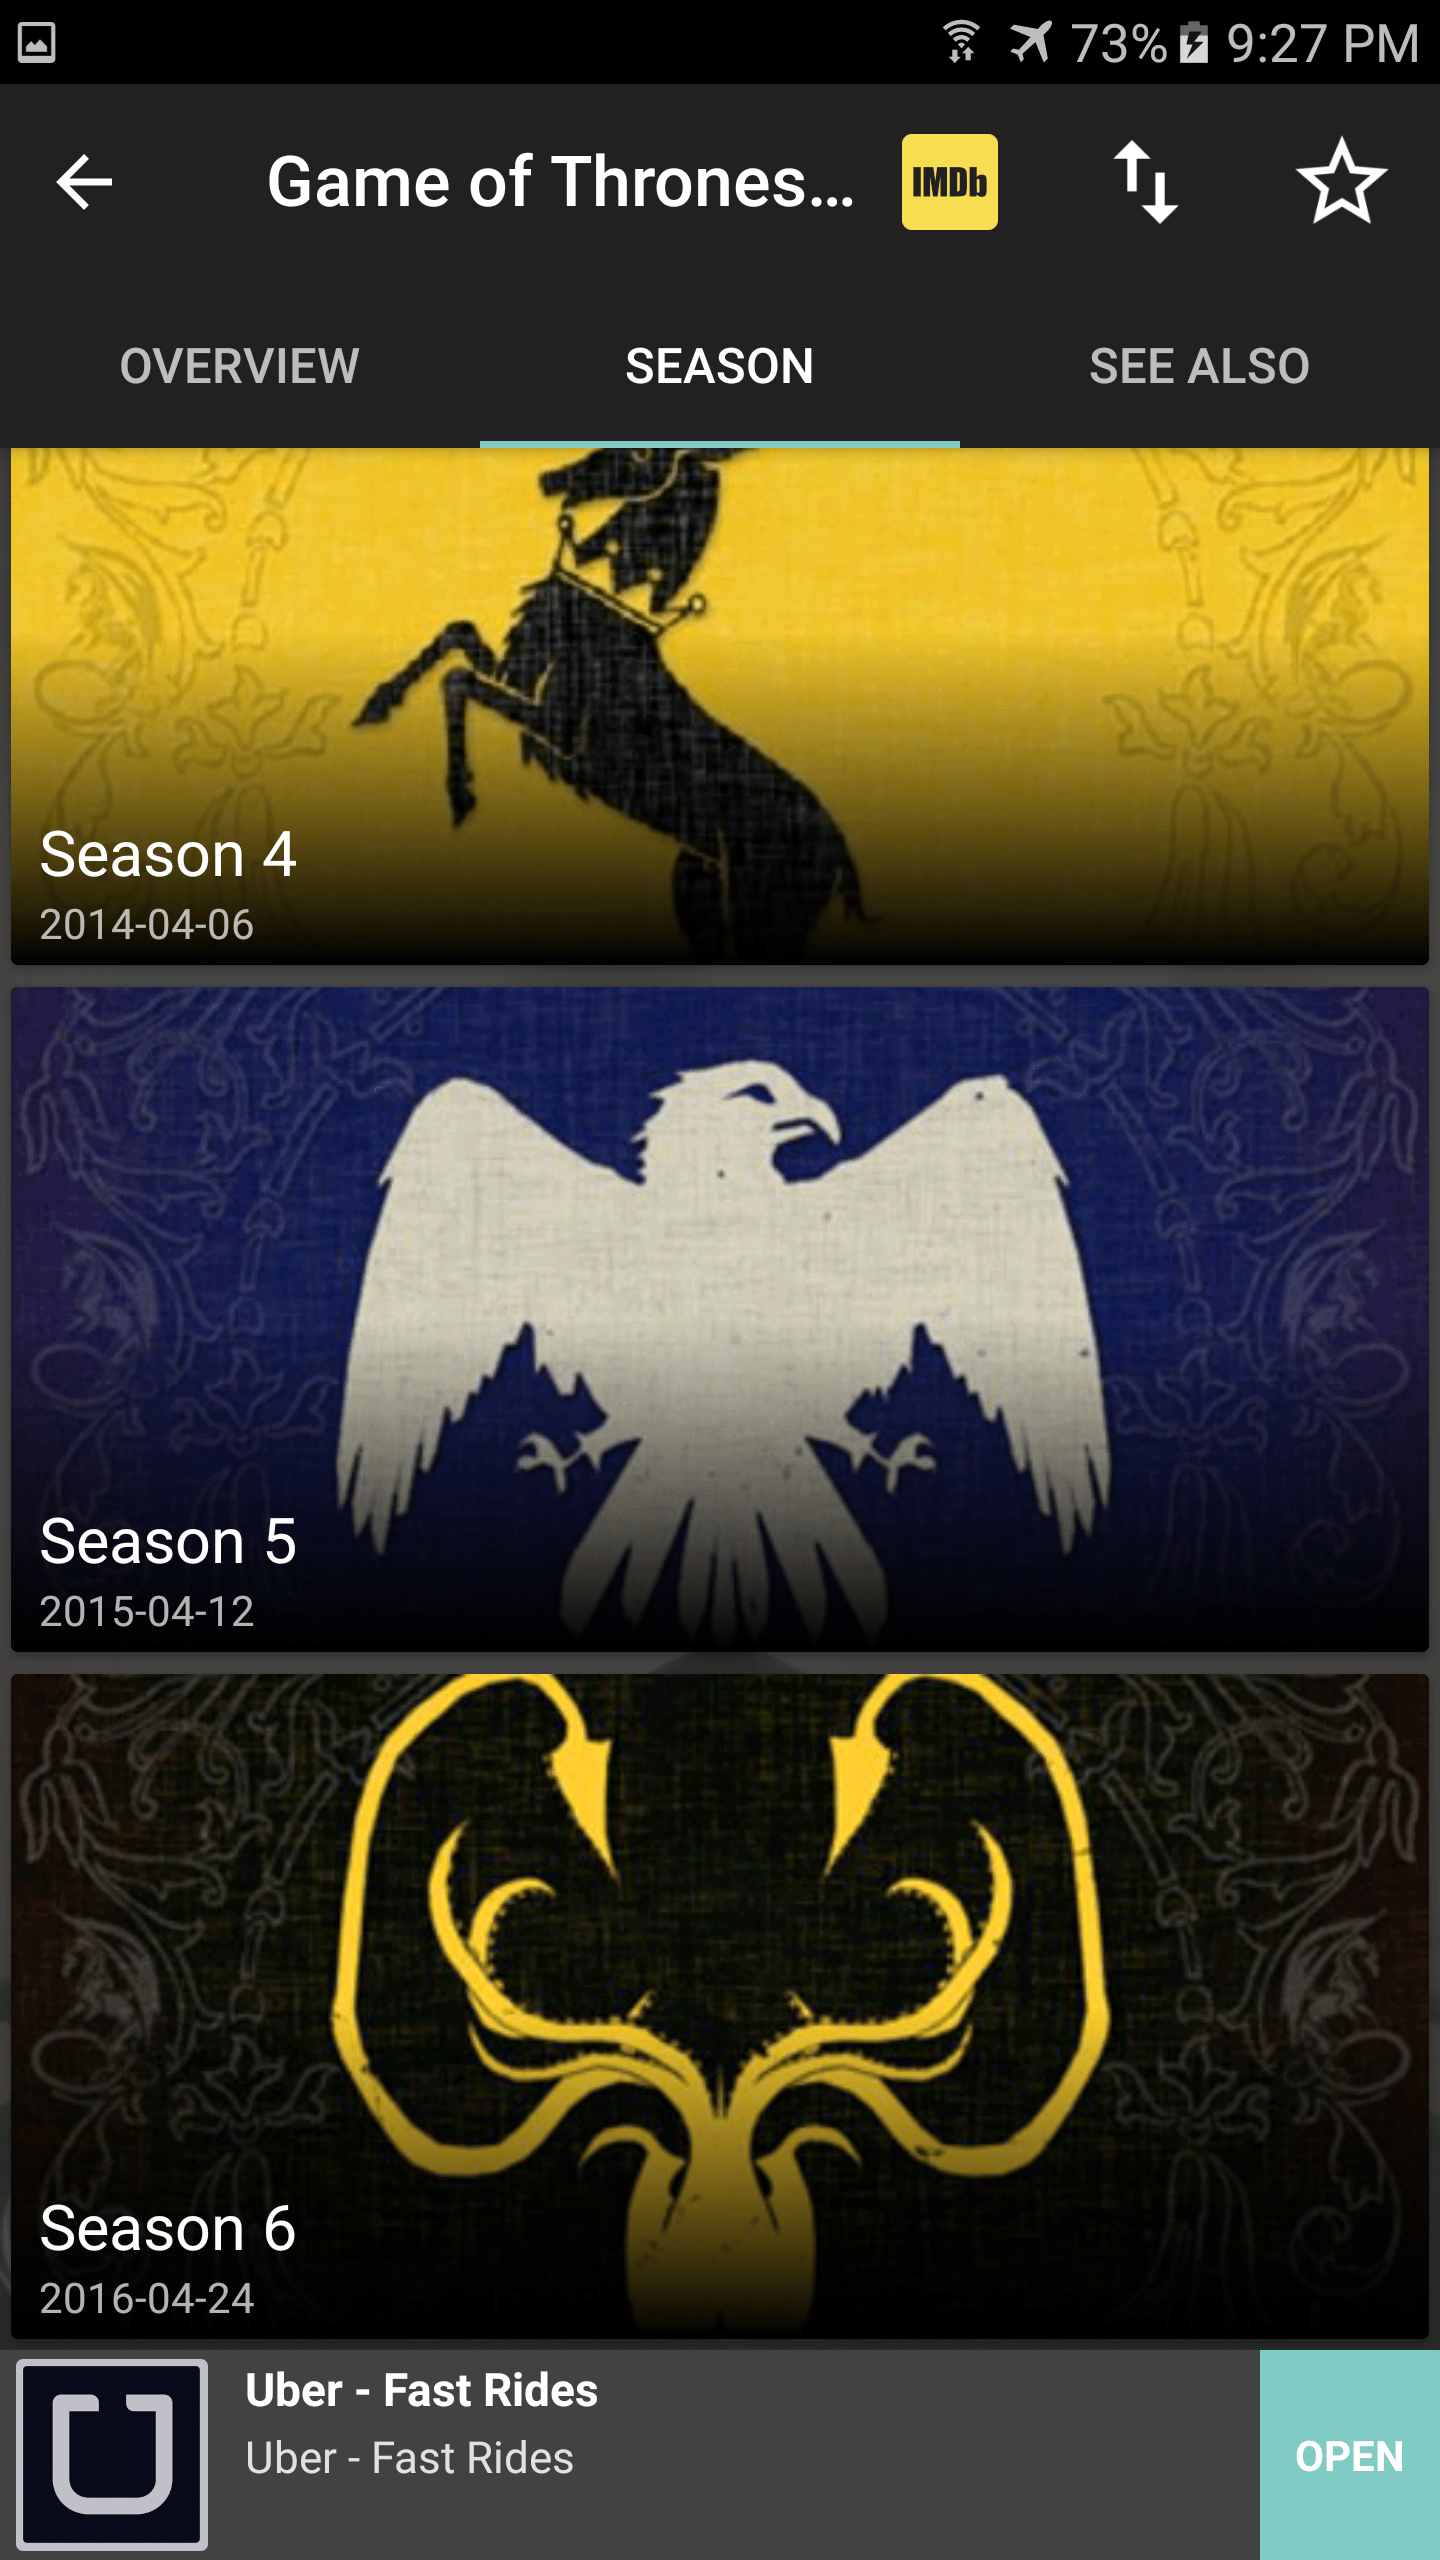 73% 9:27 PM
Game of Thrones... IMDb
OVERVIEW SEASON SEE ALSO
Season 4
2014-04-06
Season 5
2015-04-12
Season 6
2016-04-24
Uber - Fast Rides
Uber - Fast Rides
OPEN